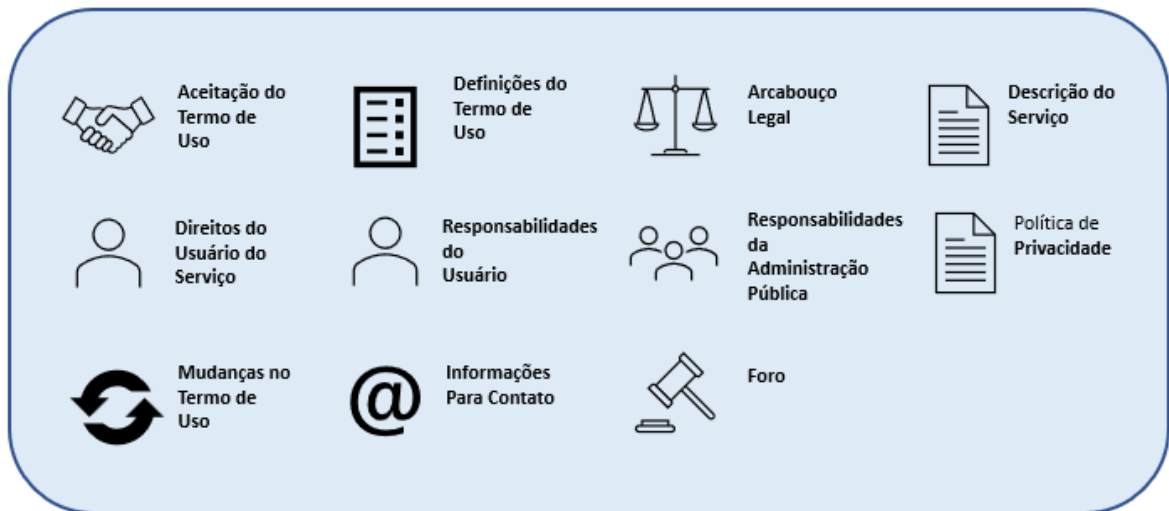 Aceitação do
Termo de
Uso
Definições do
Termo de
Uso
Arcabouço
Legal
Descrição do
Serviço
Direitos do
Usuário do
Serviço
Responsabilidades
do
Usuário
Responsabilidades
da
Administração
Pública
Política de
Privacidade
Mudanças no
Termo de
Uso
@
Informações
Para Contato
Foro